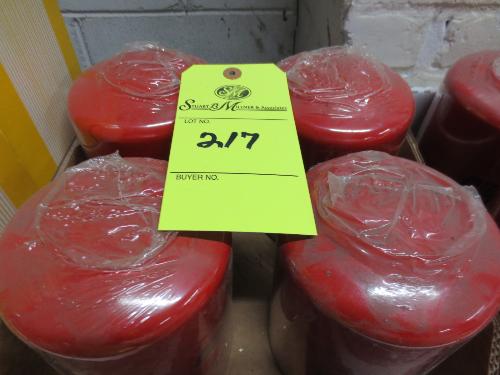 STUART B MILLNER & Associates
LOT NO. 217
BUYER NO.